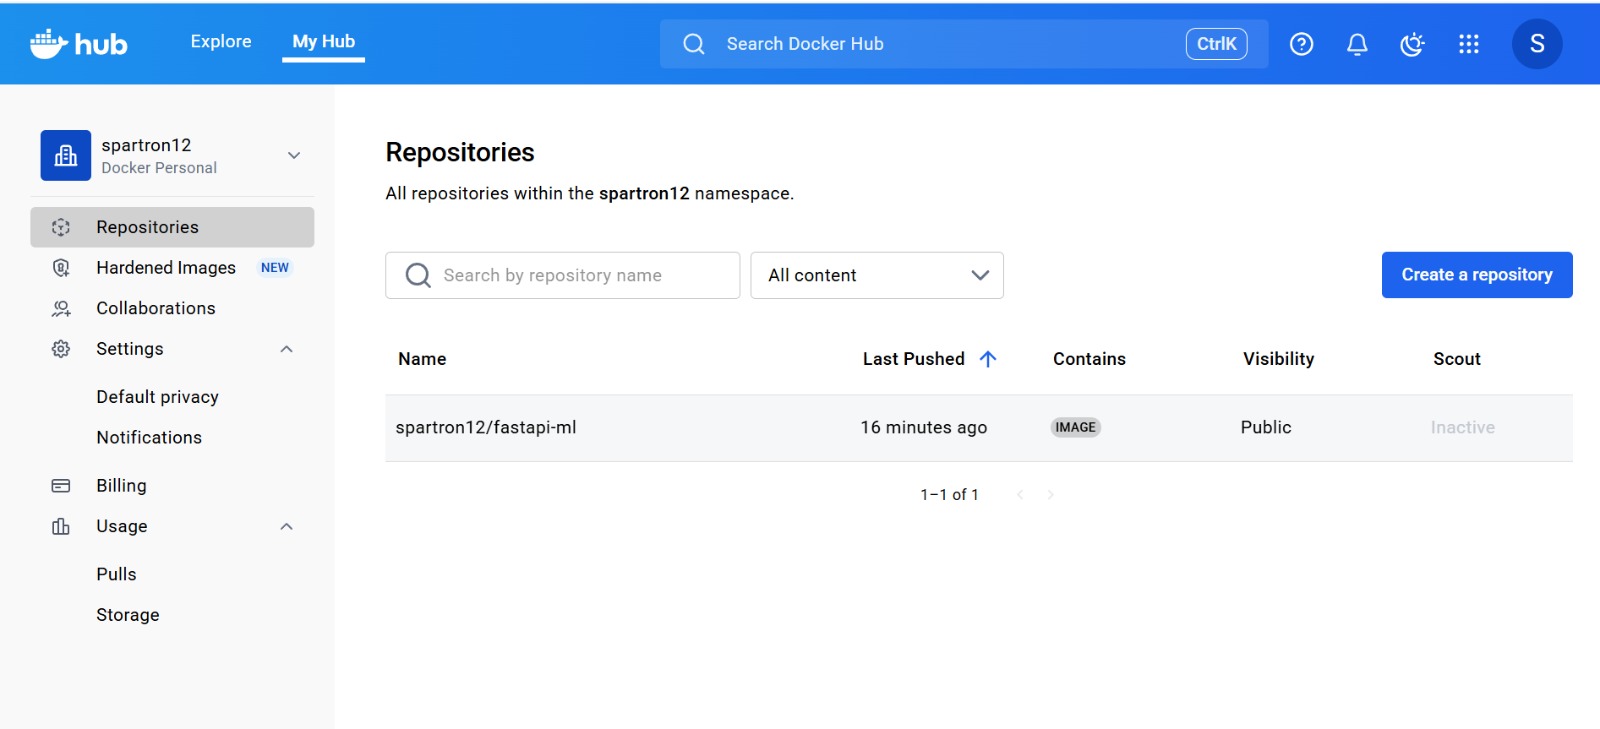 hub Explore My Hub Search Docker Hub CtrlK S
spartron12
Docker Personal
Repositories
Hardened Images NEW
Collaborations
Settings
Default privacy
Notifications
Billing
Usage
Pulls
Storage
Repositories
All repositories within the spartron12 namespace.
Search by repository name All content Create a repository
Name Last Pushed Contains Visibility Scout
spartron12/fastapi-ml 16 minutes ago IMAGE Public Inactive
1–1 of 1